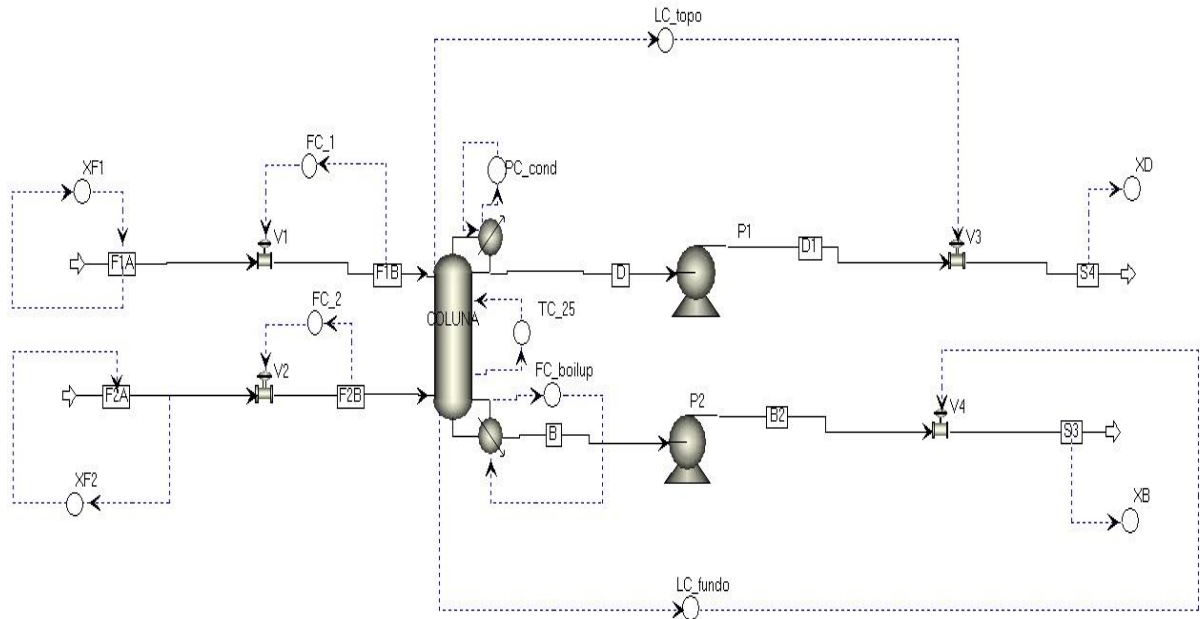 LC_topo
FC_1
XF1
PC_cond
XD
P1
V1
V3
F1A
F1B
D
D1
S4
FC_2
COLUNA
TC_25
V2
FC_boilup
F2A
F2B
P2
B2
V4
B
S3
XF2
XB
LC_fundo